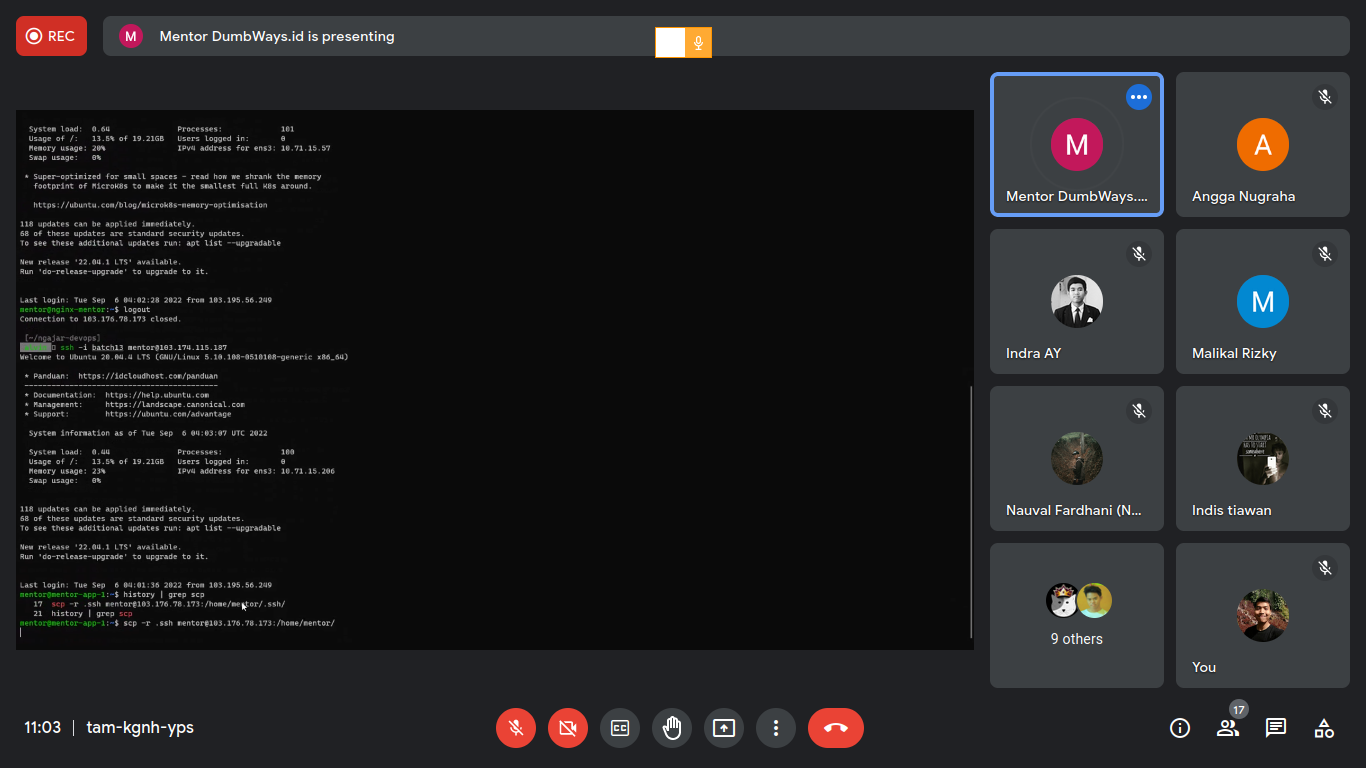 REC
M
Mentor DumbWays.id is presenting
System load: 0.64 Processes: 101
Usage of /: 13.5% of 19.21GB Users logged in: 0
Memory usage: 20% IPv4 address for ens3: 10.71.15.57
Swap usage: 0%
* Super-optimized for small spaces - read how we shrank the memory
footprint of MicroK8s to make it the smallest full K8s around.
https://ubuntu.com/blog/microk8s-memory-optimisation
118 updates can be applied immediately.
68 of these updates are standard security updates.
To see these additional updates run: apt list --upgradable
New release '22.04.1 LTS' available.
Run 'do-release-upgrade' to upgrade to it.
Last login: Tue Sep 6 04:02:28 2022 from 103.195.56.249
mentor@nginx-mentor:~$ logout
Connection to 103.176.78.173 closed.
[~/ngajar-devops]
ssh -i batch13 mentor@103.174.115.187
Welcome to Ubuntu 20.04.4 LTS (GNU/Linux 5.10.108-0510108-generic x86_64)
* Panduan: https://idcloudhost.com/panduan
----------------------------------------
* Documentation: https://help.ubuntu.com
* Management: https://landscape.canonical.com
* Support: https://ubuntu.com/advantage
System information as of Tue Sep 6 04:03:07 UTC 2022
System load: 0.44 Processes: 100
Usage of /: 13.5% of 19.21GB Users logged in: 0
Memory usage: 23% IPv4 address for ens3: 10.71.15.206
Swap usage: 0%
118 updates can be applied immediately.
68 of these updates are standard security updates.
To see these additional updates run: apt list --upgradable
New release '22.04.1 LTS' available.
Run 'do-release-upgrade' to upgrade to it.
Last login: Tue Sep 6 04:01:36 2022 from 103.195.56.249
mentor@mentor-app-1:~$ history | grep scp
17 scp -r .ssh mentor@103.176.78.173:/home/mentor/.ssh/
21 history | grep scp
mentor@mentor-app-1:~$ scp -r .ssh mentor@103.176.78.173:/home/mentor/
M
Mentor DumbWays....
A
Angga Nugraha
Indra AY
M
Malikal Rizky
Nauval Fardhani (N...
Indis tiawan
9 others
You
11:03 | tam-kgnh-yps
CC
17